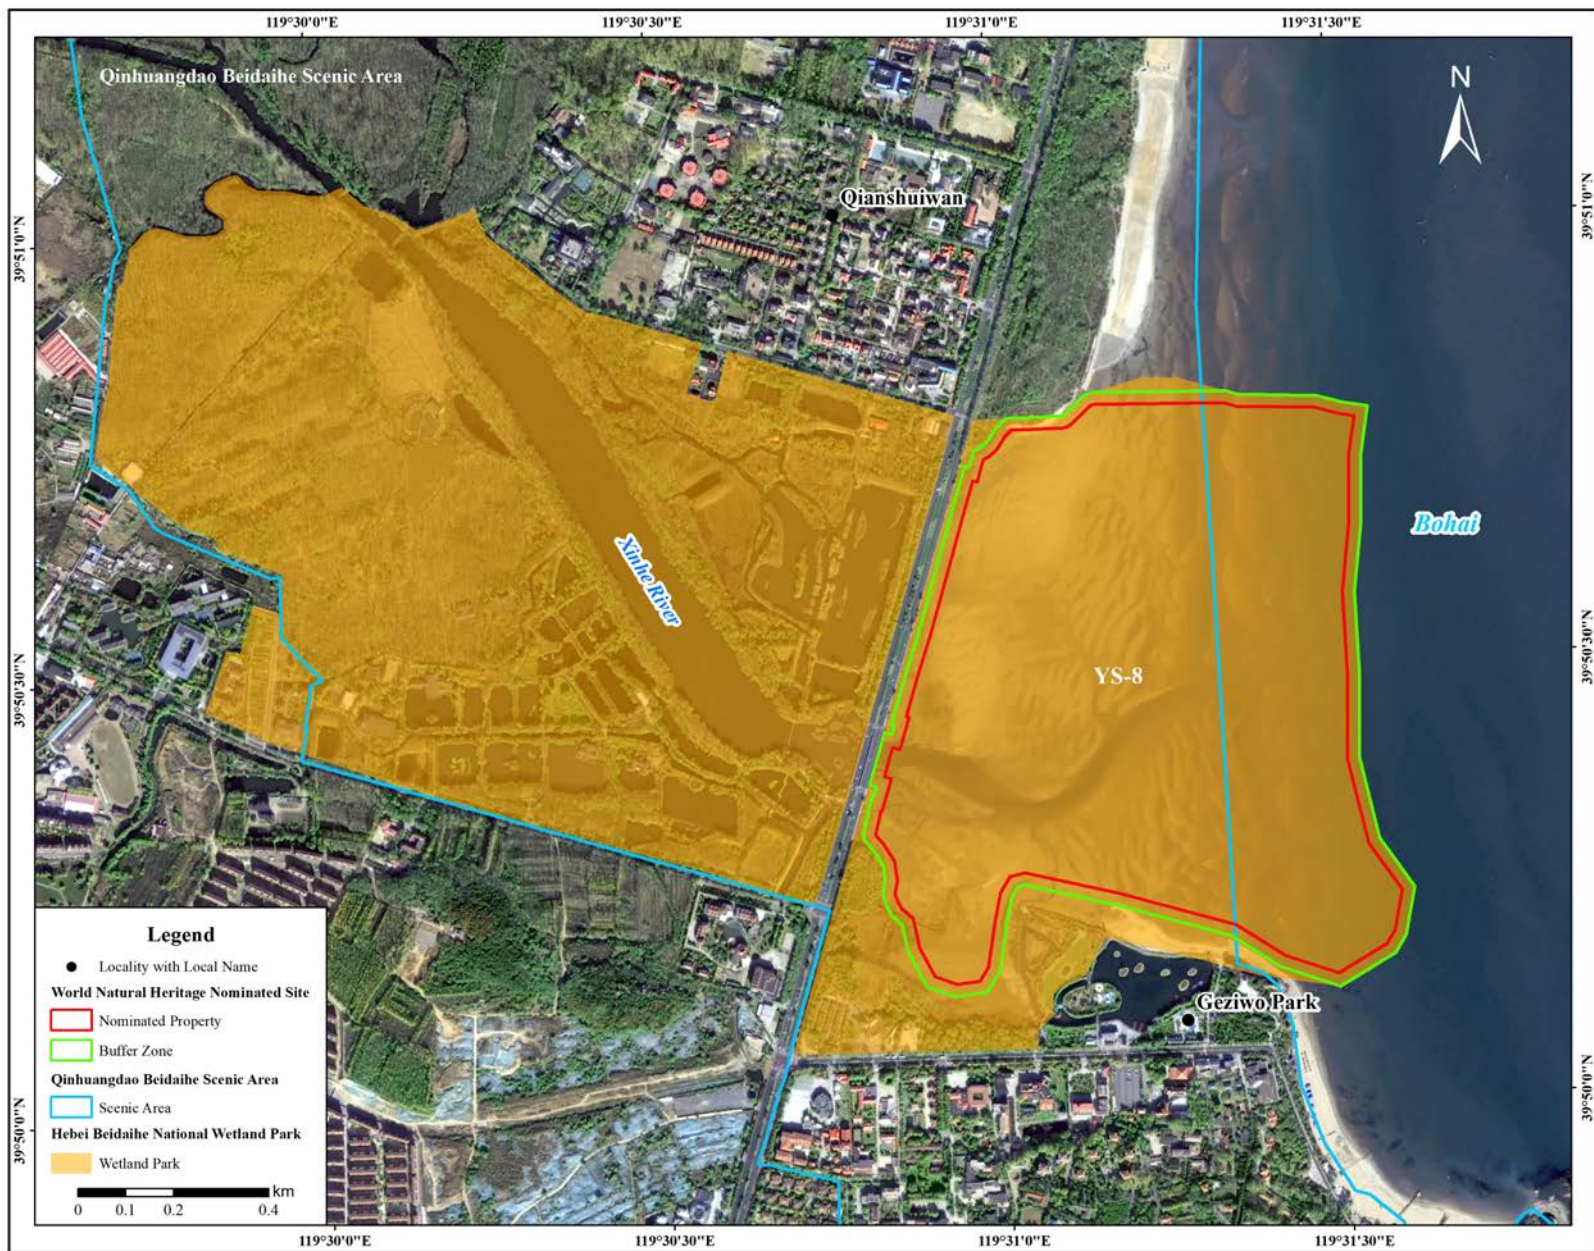 119°30'0"E
119°30'30"E
119°31'0"E
119°31'30"E
Qinhuangdao Beidaihe Scenic Area
N
Qianshuiwan
39°51'0"N
39°51'0"N
Bohai
Xinhe River
39°50'30"N
39°50'30"N
YS-8
Geziwo Park
39°50'0"N
39°50'0"N
Legend
Locality with Local Name
World Natural Heritage Nominated Site
Nominated Property
Buffer Zone
Qinhuangdao Beidaihe Scenic Area
Scenic Area
Hebei Beidaihe National Wetland Park
Wetland Park
km
0 0.1 0.2 0.4
119°30'0"E
119°30'30"E
119°31'0"E
119°31'30"E